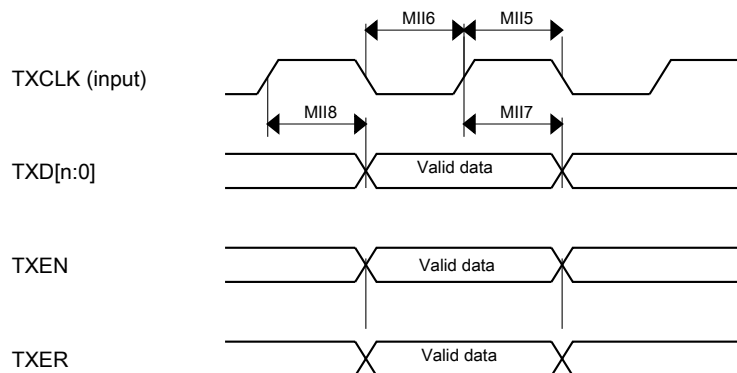 MII6 MII5
TXCLK (input)
MII8 MII7
TXD[n:0] Valid data
TXEN Valid data
TXER Valid data